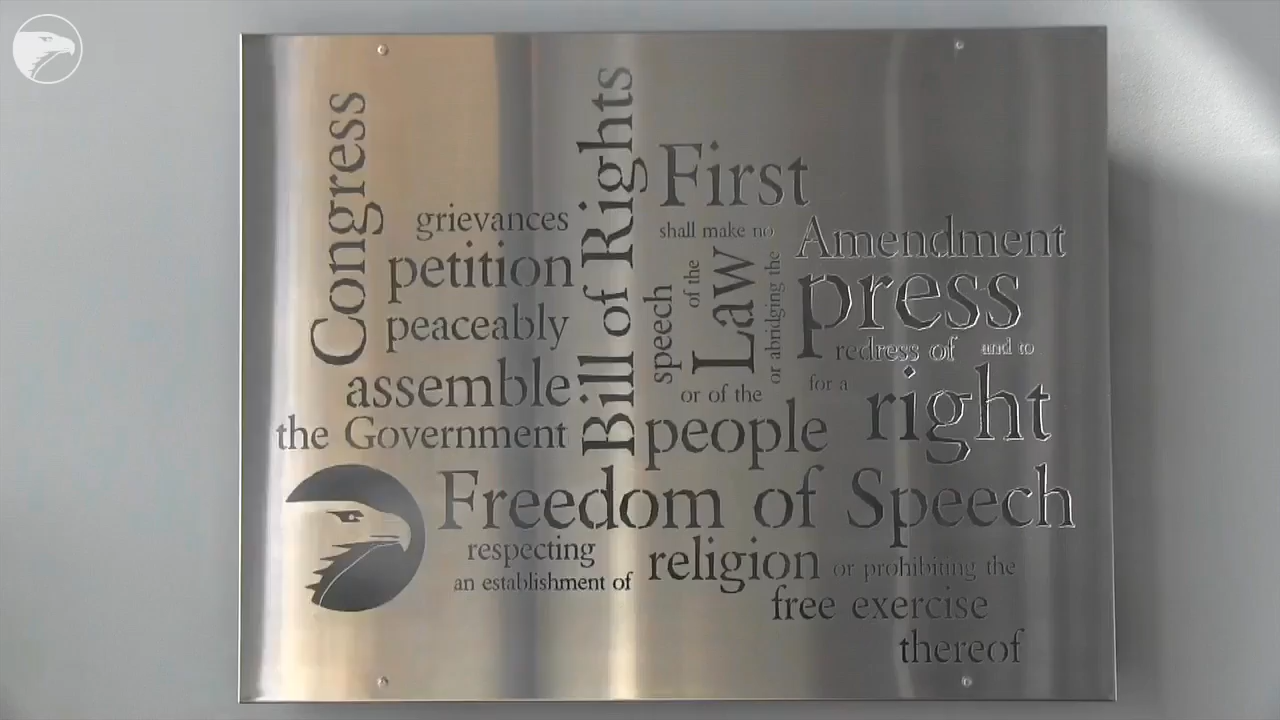 Congress
grievances
petition
peaceably
assemble
the Government
Bill of Rights
First
shall make no
Amendment
speech
of the
Law
or abridging the
press
redress of
and to
or of the
for a
right
people
Freedom of Speech
respecting
an establishment of
religion
or prohibiting the
free exercise
thereof